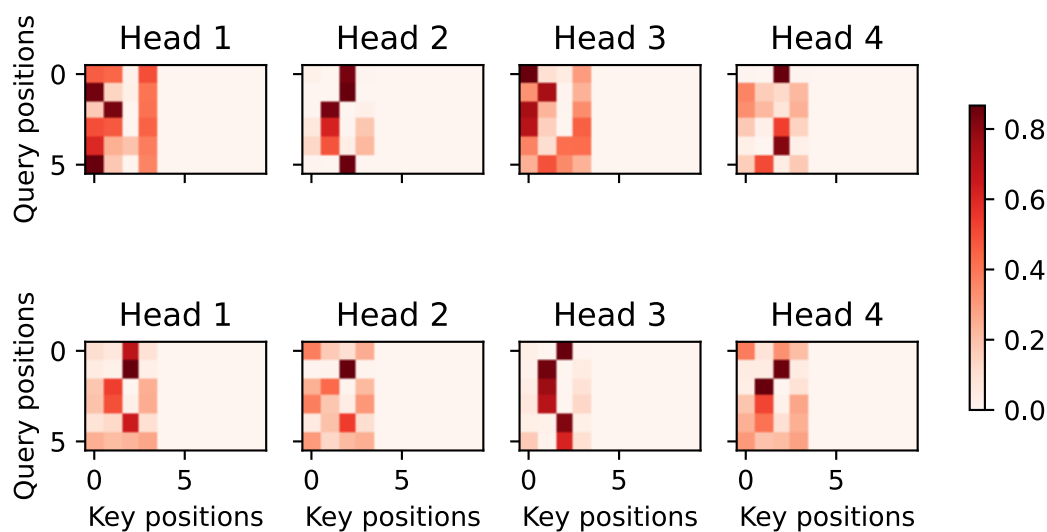 Head 1 Head 2 Head 3 Head 4
Query positions
0
5
0.8
0.6
0.4
0.2
0.0
Head 1 Head 2 Head 3 Head 4
Query positions
0
5
0 5 0 5 0 5 0 5
Key positions Key positions Key positions Key positions